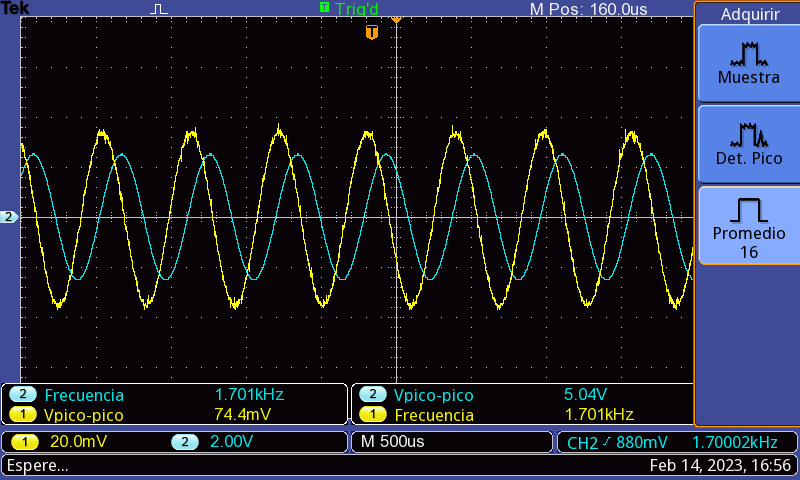 Tek T Trig'd M Pos: 160.0us
Adquirir
T
Muestra
Det. Pico
2
Promedio
16
2 Frecuencia 1.701kHz 2 Vpico-pico 5.04V
1 Vpico-pico 74.4mV 1 Frecuencia 1.701kHz
1 20.0mV 2 2.00V M 500us CH2 880mV 1.70002kHz
Espere... Feb 14, 2023, 16:56